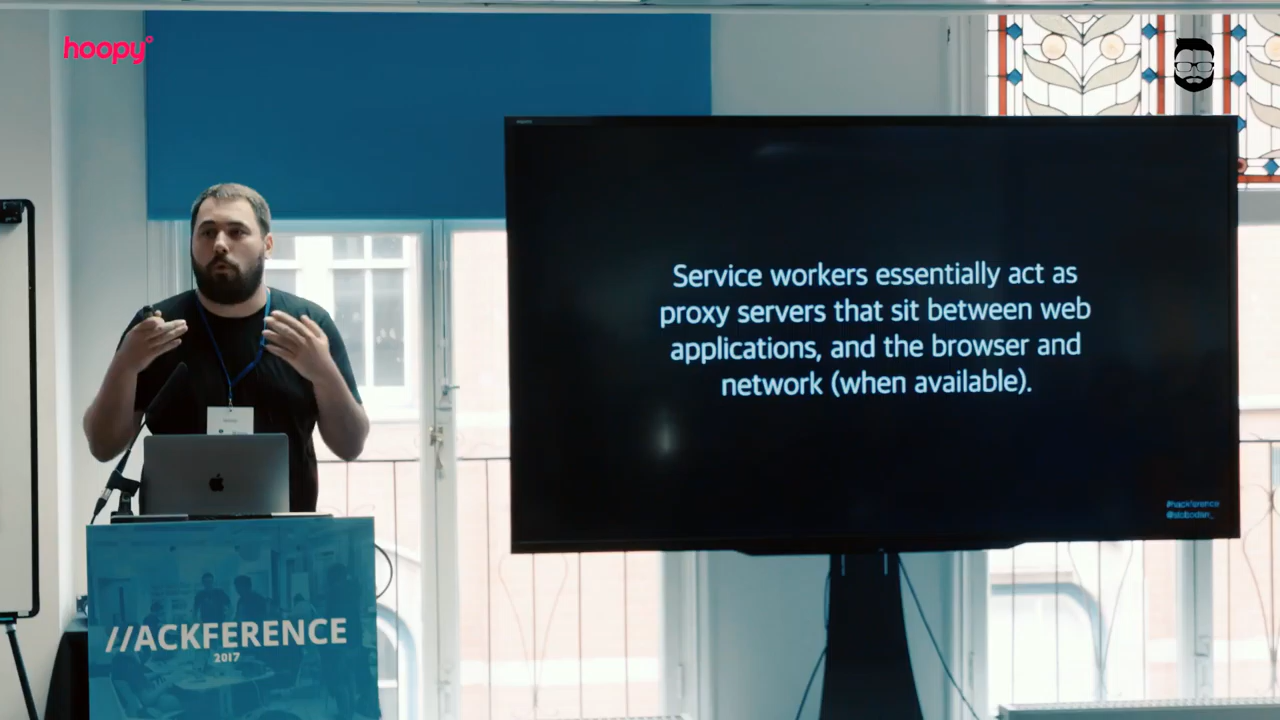 hoopy
Service workers essentially act as
proxy servers that sit between web
applications, and the browser and
network (when available).
#hackference
@slobodan_
//ACKFERENCE
2017